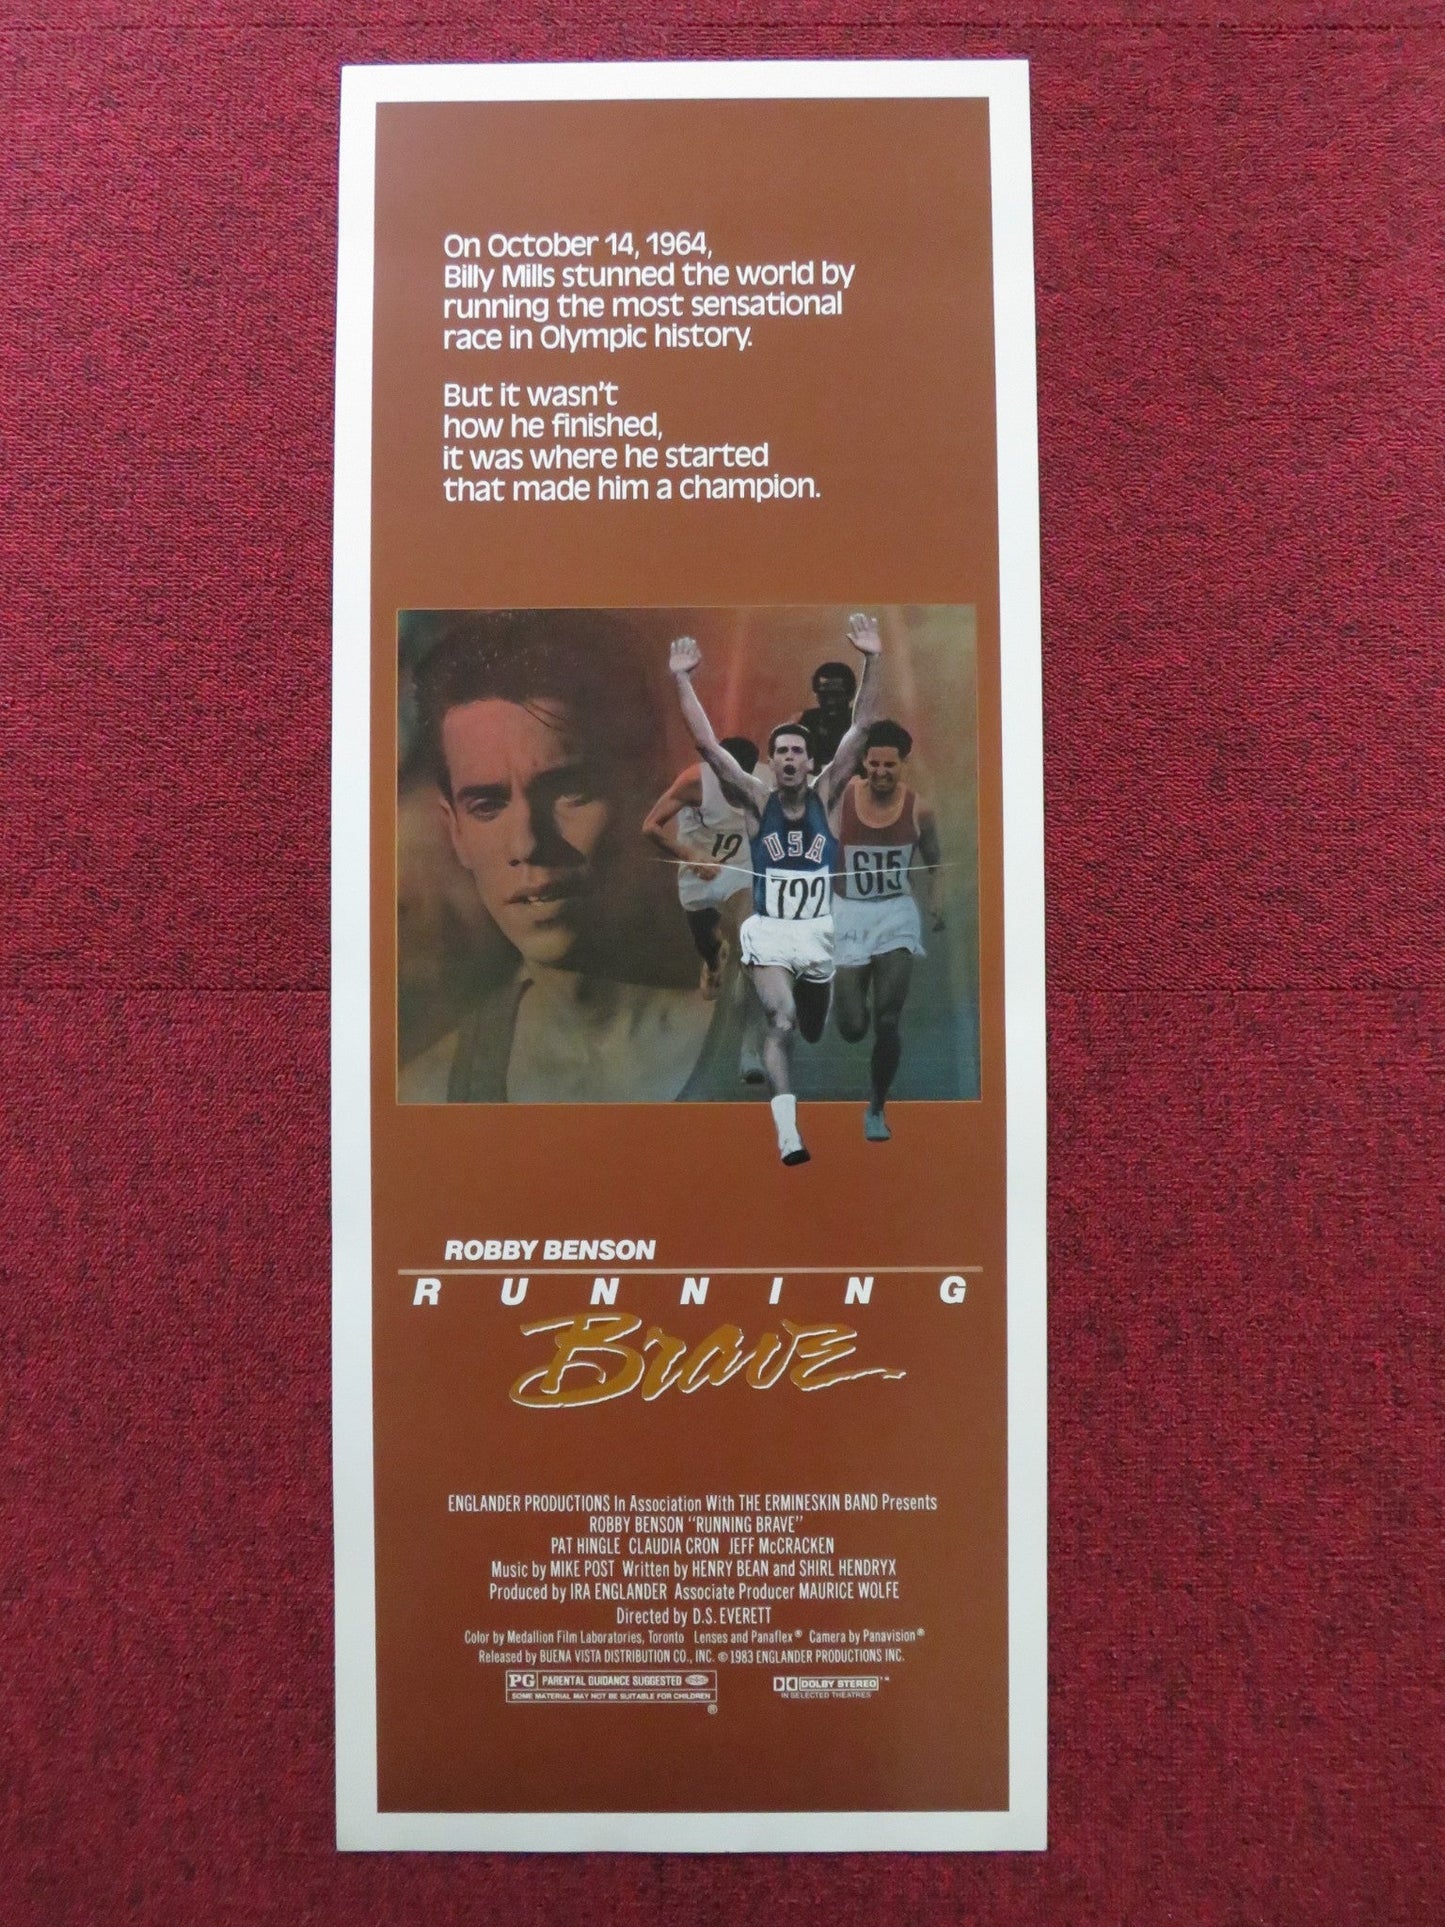 On October 14, 1964,
Billy Mills stunned the world by
running the most sensational
race in Olympic history.
But it wasn't
how he finished,
it was where he started
that made him a champion.
19
USA
722
615
ROBBY BENSON
RUNNING
Brave
ENGLANDER PRODUCTIONS In Association With THE ERMINESKIN BAND Presents
ROBBY BENSON "RUNNING BRAVE"
PAT HINGLE CLAUDIA CRON JEFF McCRACKEN
Music by MIKE POST Written by HENRY BEAN and SHIRL HENDRYX
Produced by IRA ENGLANDER Associate Producer MAURICE WOLFE
Directed by D.S. EVERETT
Color by Medallion Film Laboratories, Toronto Lenses and Panaflex® Camera by Panavision®
Released by BUENA VISTA DISTRIBUTION CO., INC. © 1983 ENGLANDER PRODUCTIONS INC.
PG PARENTAL GUIDANCE SUGGESTED
SOME MATERIAL MAY NOT BE SUITABLE FOR CHILDREN
®
DOLBY STEREO™
IN SELECTED THEATRES